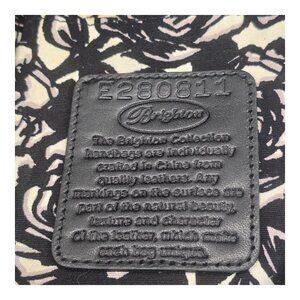 E280811
Brighton
The Brighton Collection
handbags are individually
crafted in China from
quality leathers. Any
markings on the surface are
part of the natural beauty,
texture and character
of the leather, which make
each bag unique.